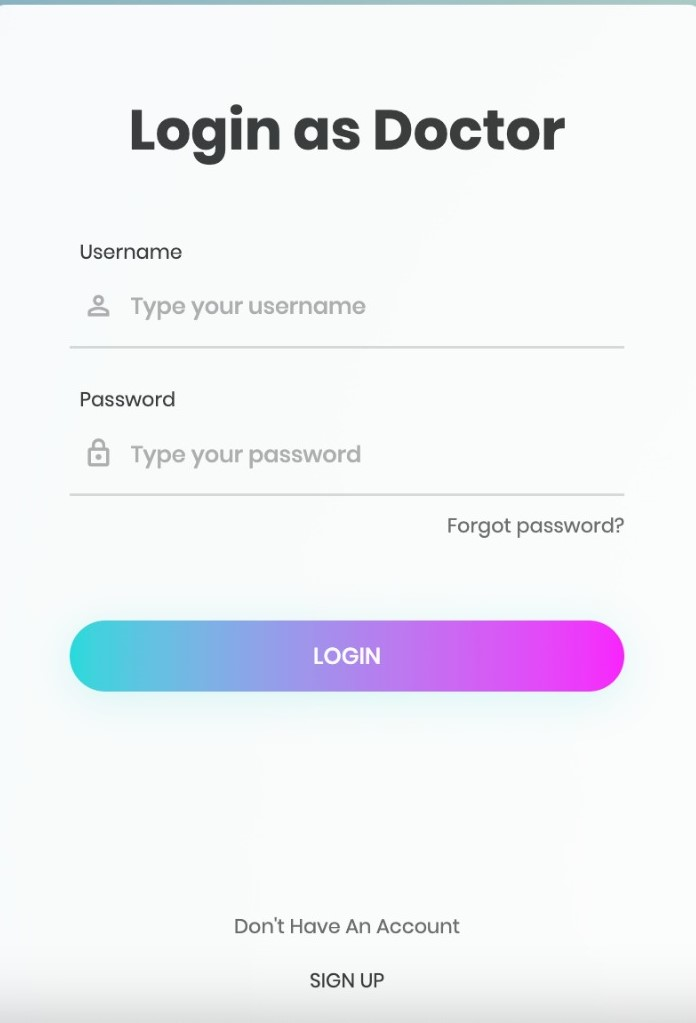 Login as Doctor
Username
Type your username
Password
Type your password
Forgot password?
LOGIN
Don't Have An Account
SIGN UP